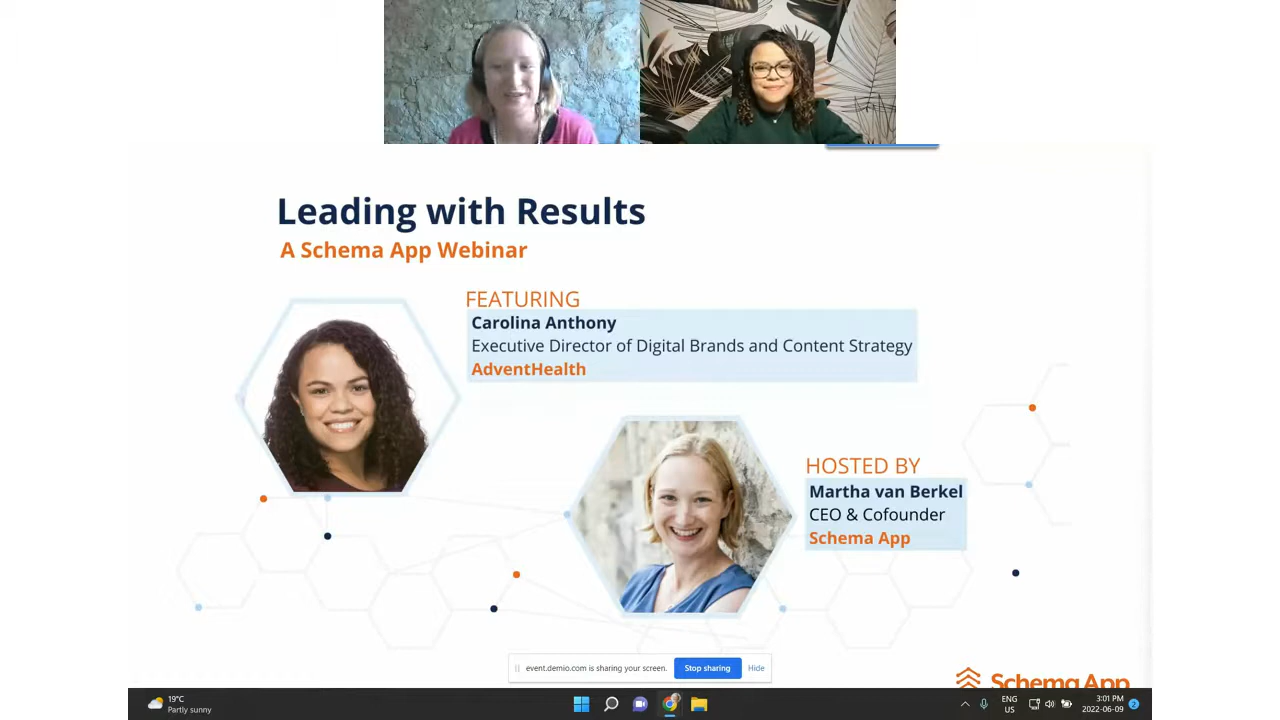 Leading with Results
A Schema App Webinar
FEATURING
Carolina Anthony
Executive Director of Digital Brands and Content Strategy
AdventHealth
HOSTED BY
Martha van Berkel
CEO & Cofounder
Schema App
event.demio.com is sharing your screen.
Stop sharing
Hide
Schema App
19°C
Partly sunny
ENG
US
3:01 PM
2022-06-09
2